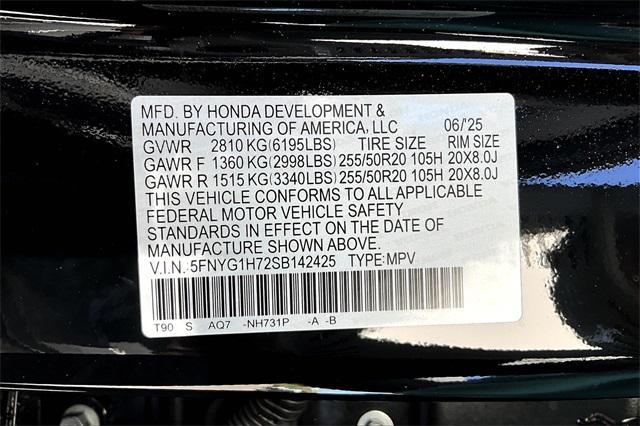 MFD. BY HONDA DEVELOPMENT &
MANUFACTURING OF AMERICA, LLC 06/'25
GVWR 2810 KG(6195LBS) TIRE SIZE RIM SIZE
GAWR F 1360 KG(2998LBS) 255/50R20 105H 20X8.0J
GAWR R 1515 KG(3340LBS) 255/50R20 105H 20X8.0J
THIS VEHICLE CONFORMS TO ALL APPLICABLE
FEDERAL MOTOR VEHICLE SAFETY
STANDARDS IN EFFECT ON THE DATE OF
MANUFACTURE SHOWN ABOVE.
V.I.N.:5FNYG1H72SB142425 TYPE:MPV
T90 S AQ7 -NH731P -A -B